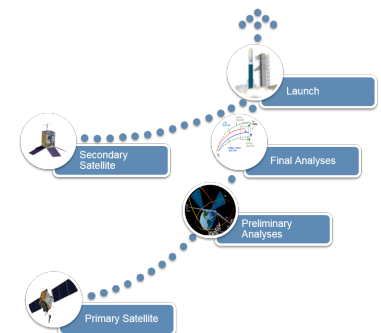 Launch
Secondary
Satellite
Final Analyses
Preliminary
Analyses
Primary Satellite